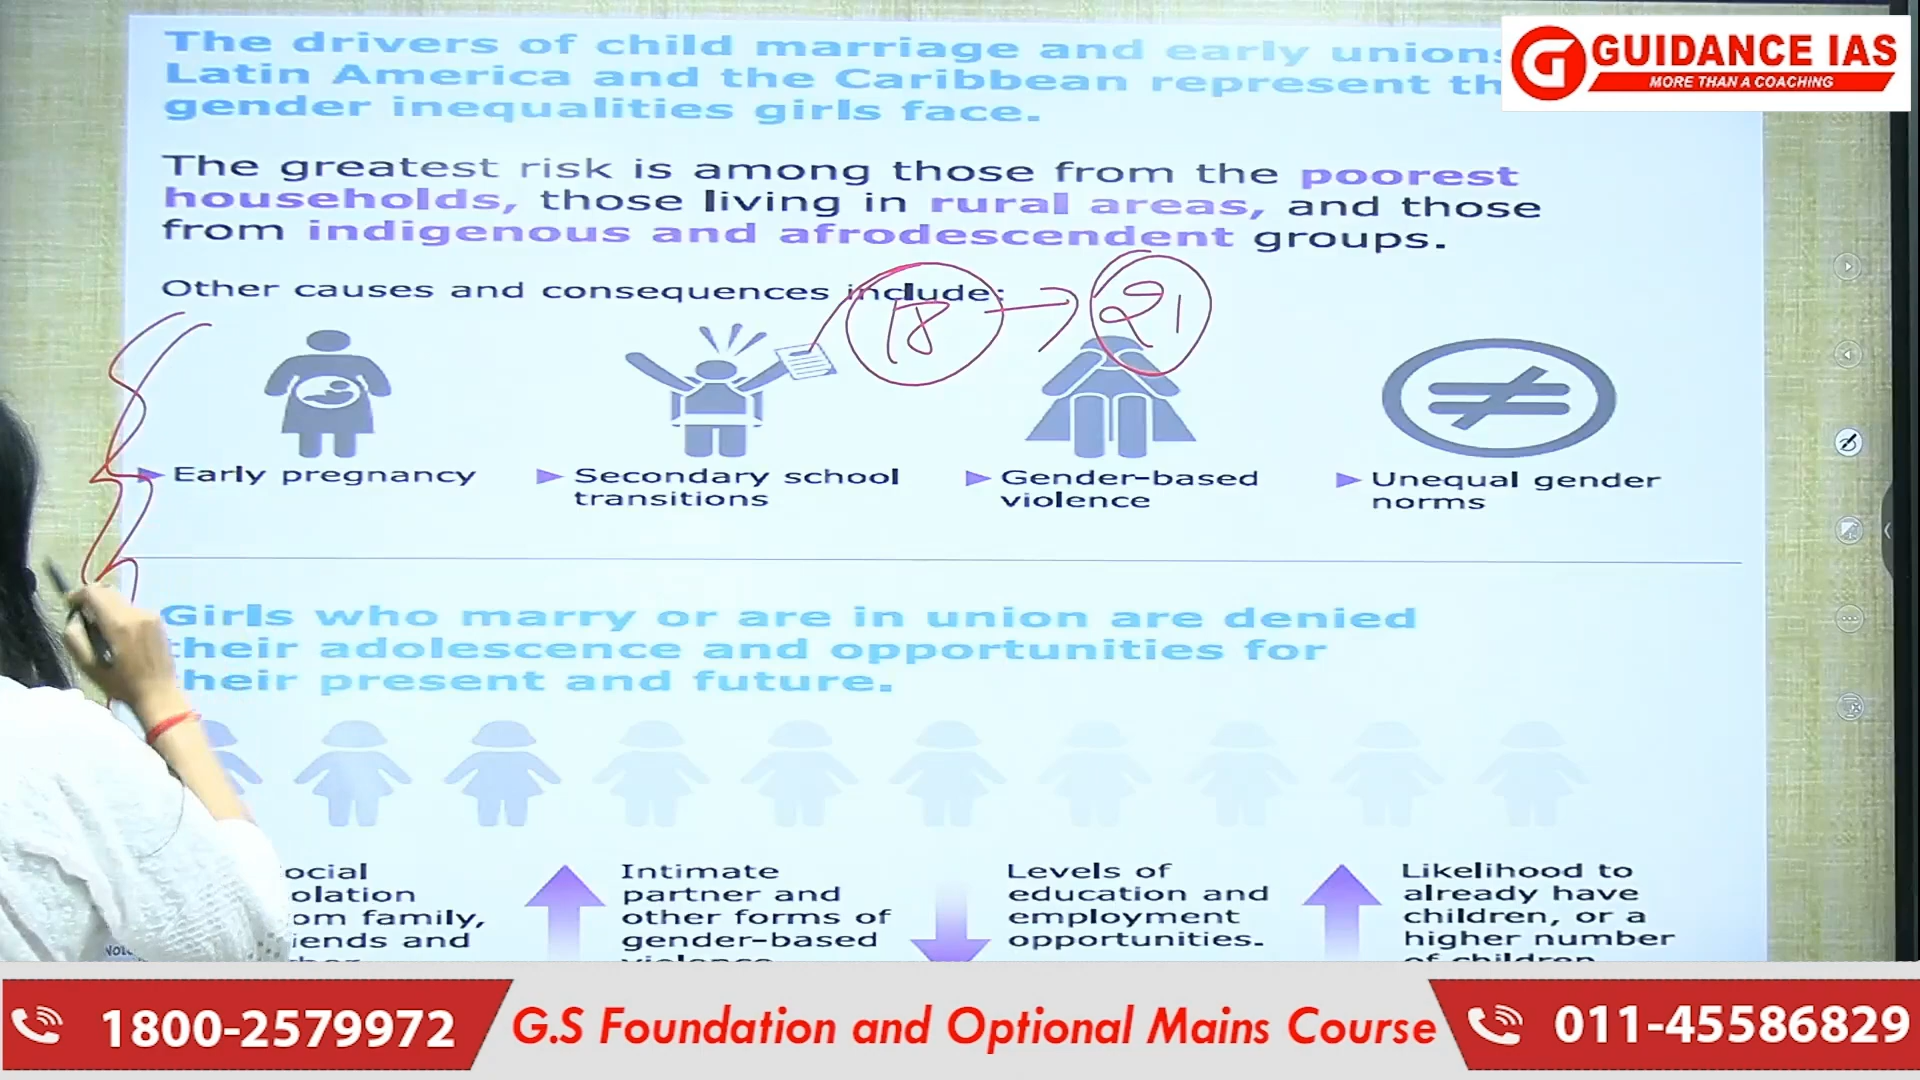 The drivers of child marriage and early unions
Latin America and the Caribbean represent th
gender inequalities girls face.
GUIDANCE IAS
MORE THAN A COACHING
The greatest risk is among those from the poorest
households, those living in rural areas, and those
from indigenous and afrodescendent groups.
Other causes and consequences include:
18 → 21
Early pregnancy
Secondary school
transitions
Gender-based
violence
Unequal gender
norms
Girls who marry or are in union are denied
their adolescence and opportunities for
their present and future.
ocial
olation
om family,
iends and
Intimate
partner and
other forms of
gender-based
violence
Levels of
education and
employment
opportunities.
Likelihood to
already have
children, or a
higher number
of children
1800-2579972
G.S Foundation and Optional Mains Course
011-45586829